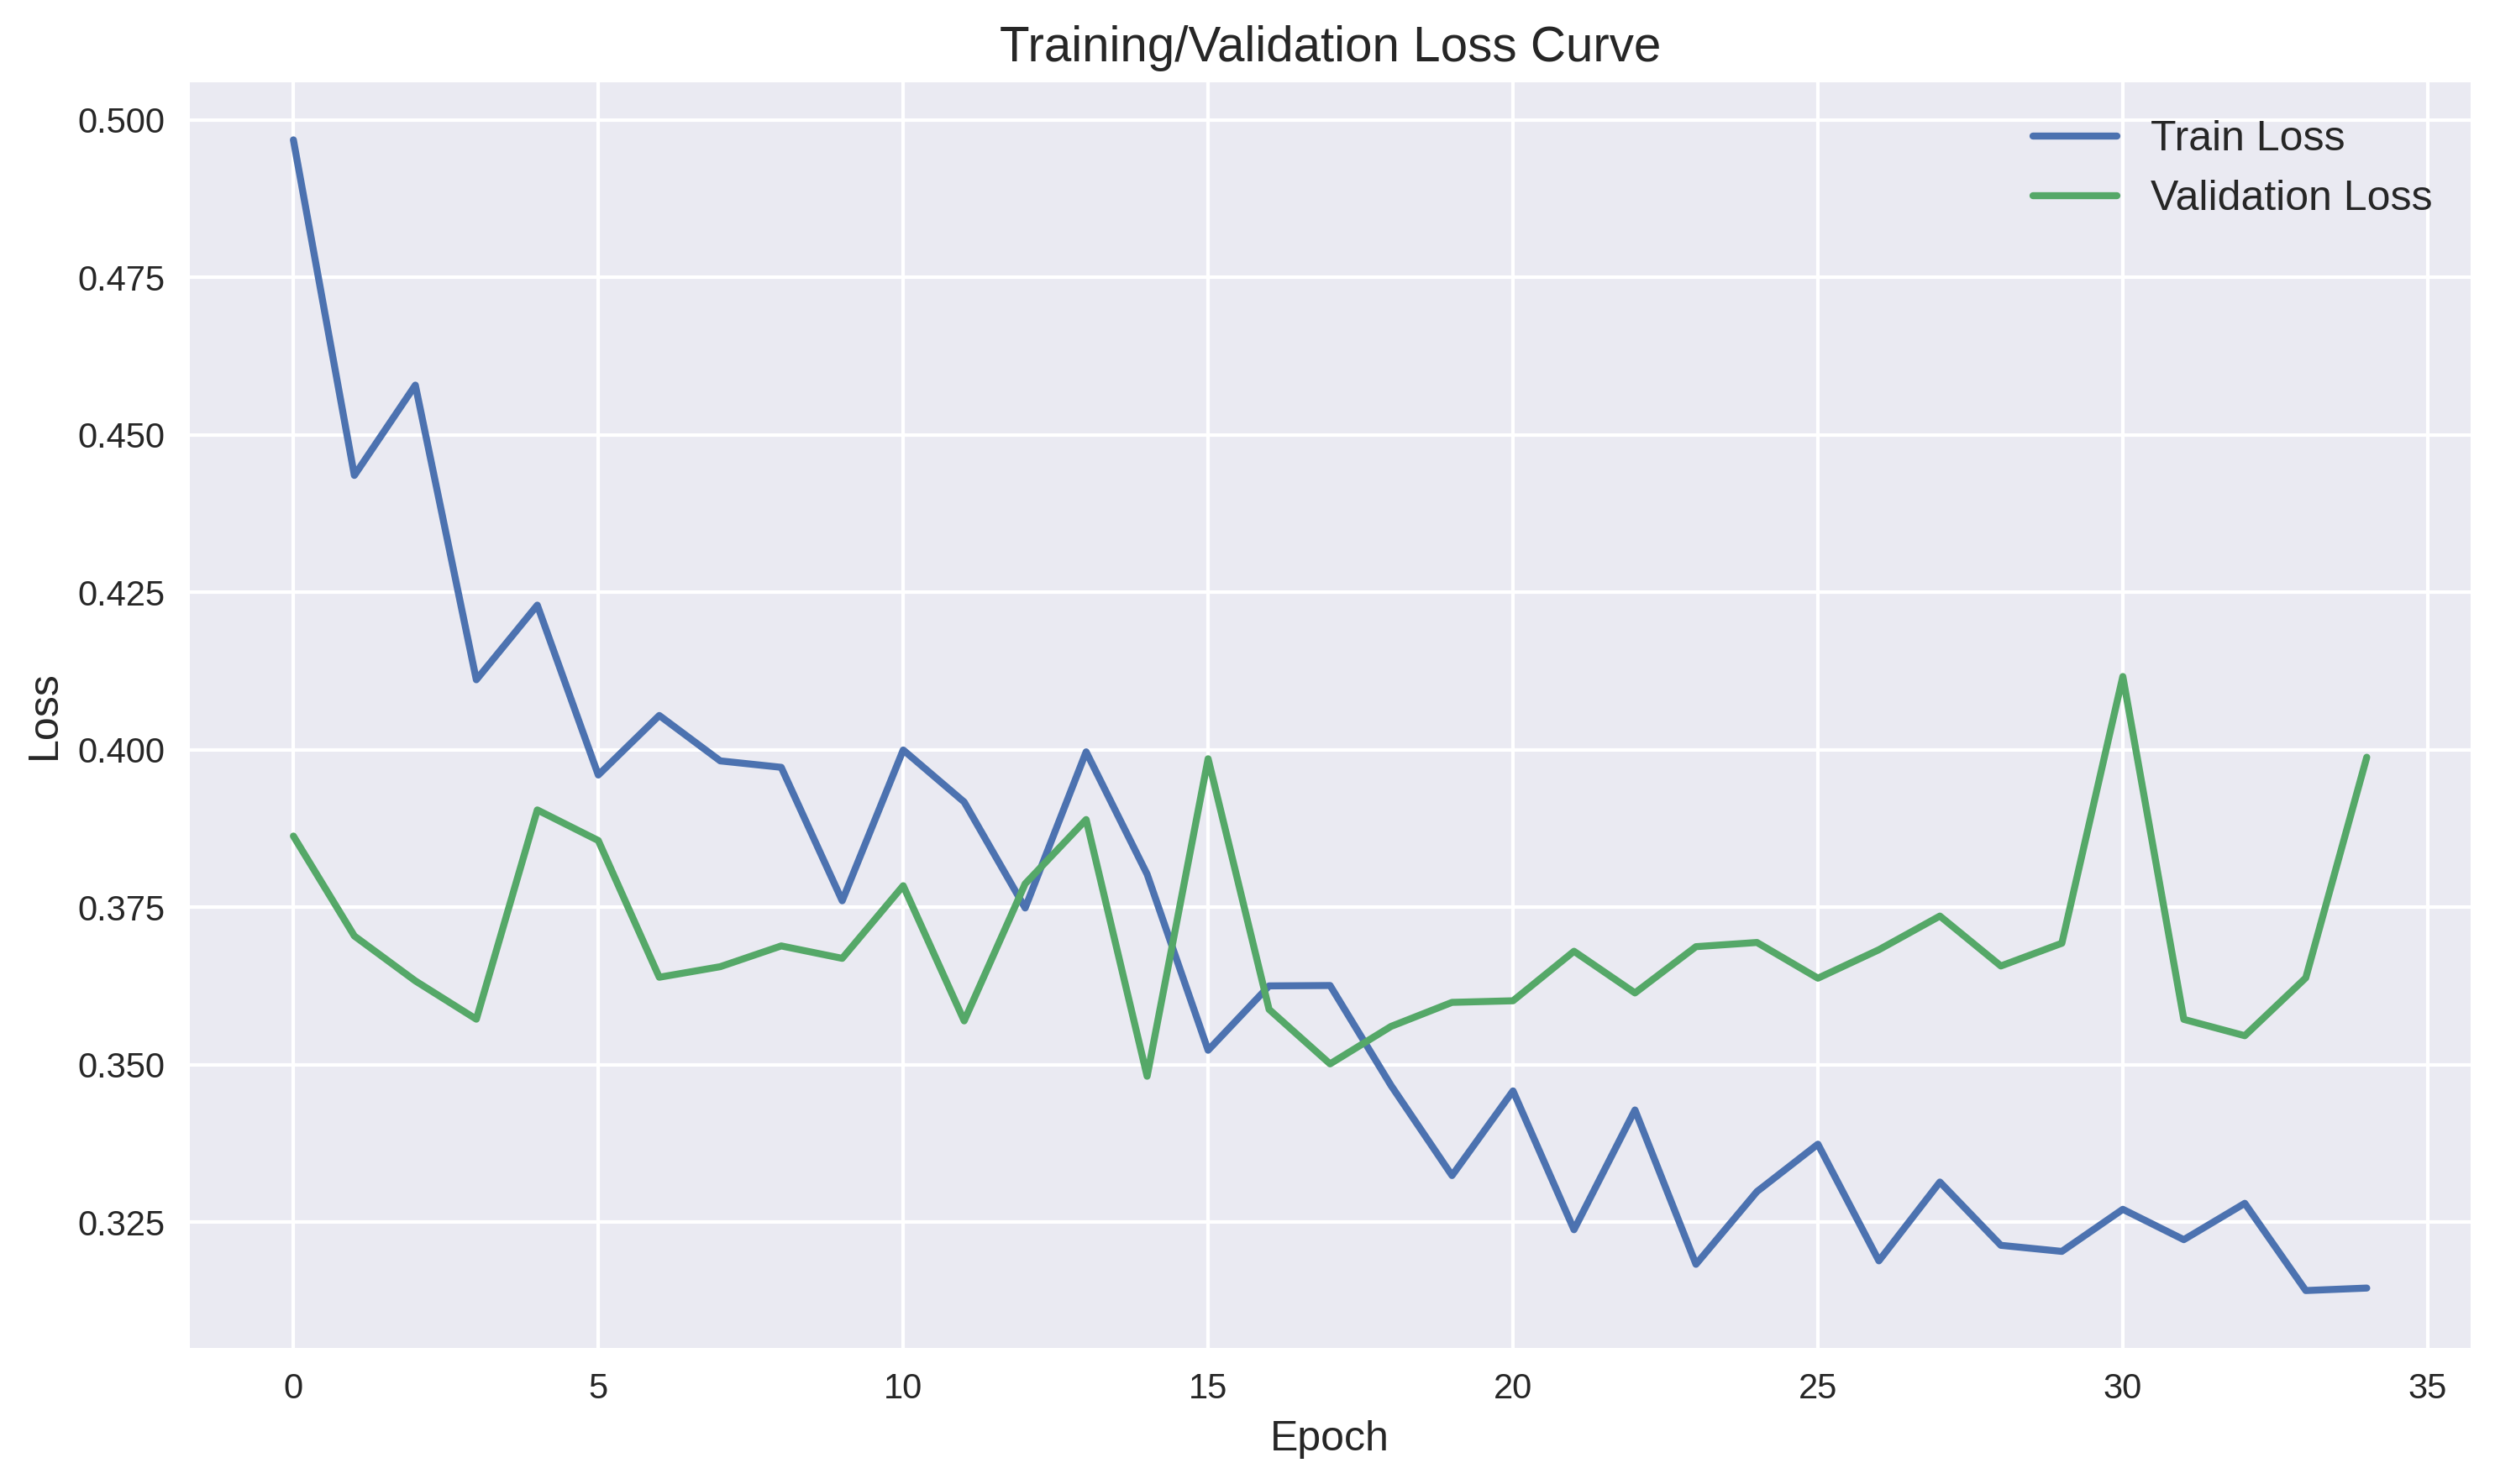 Training/Validation Loss Curve
Train Loss
Validation Loss
0.500
0.475
0.450
0.425
0.400
0.375
0.350
0.325
Loss
0 5 10 15 20 25 30 35
Epoch